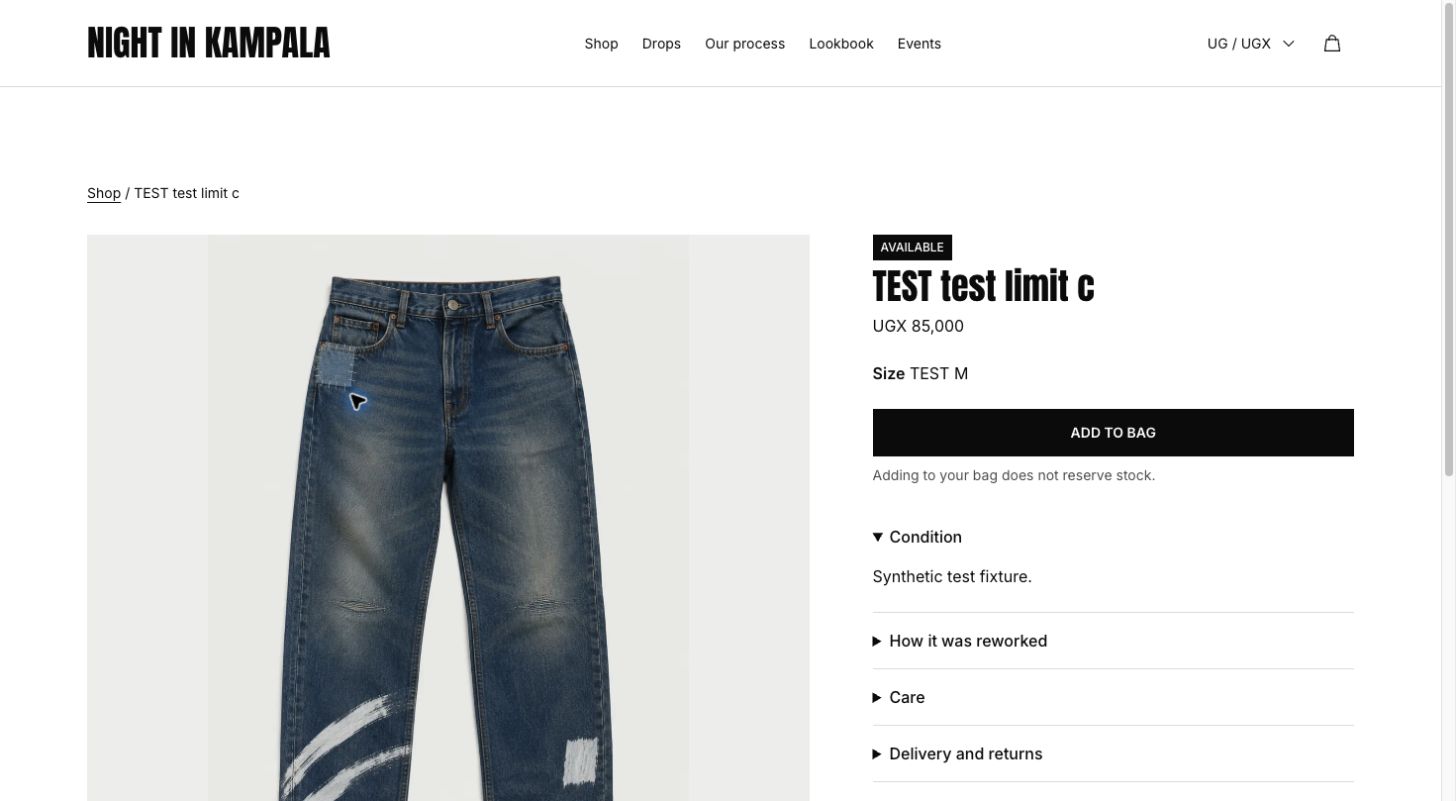 NIGHT IN KAMPALA
Shop Drops Our process Lookbook Events
UG / UGX
Shop / TEST test limit c
AVAILABLE
TEST test limit c
UGX 85,000
Size TEST M
ADD TO BAG
Adding to your bag does not reserve stock.
Condition
Synthetic test fixture.
How it was reworked
Care
Delivery and returns